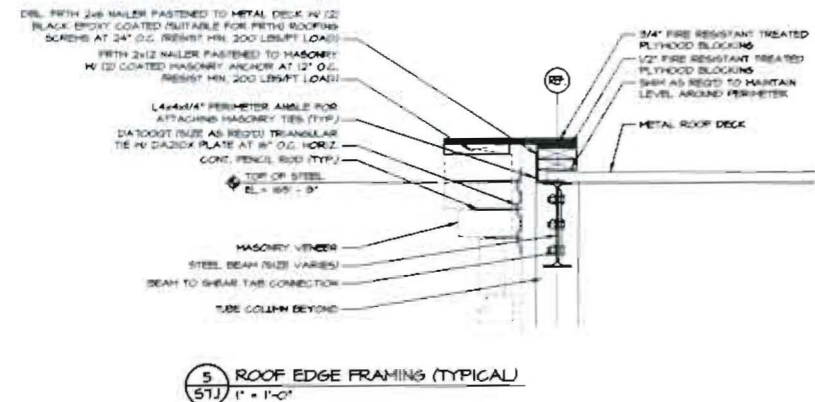 DBL. FRTH 2x6 NAILER FASTENED TO METAL DECK W/ (2)
BLACK EPOXY COATED (SUITABLE FOR FRTH) ROOFING
SCREWS AT 24" O.C. (RESIST MIN. 200 LBS/FT LOAD)
FRTH 2x12 NAILER FASTENED TO MASONRY
W/ (2) COATED MASONRY ANCHOR AT 12" O.C.
(RESIST MIN. 200 LBS/FT LOAD)
L4x4x1/4" PERIMETER ANGLE FOR
ATTACHING MASONRY TIES (TYP.)
(SIZE AS REQ'D) TRIANGULAR
TIE W/ PLATE AT 16" O.C. HORIZ.
CONT. PENCIL ROD (TYP.)
TOP OF STEEL
EL =
MASONRY VENEER
STEEL BEAM (SIZE VARIES)
BEAM TO SHEAR TAB CONNECTION
TUBE COLUMN BEYOND
REF.
3/4" FIRE RESISTANT TREATED
PLYWOOD BLOCKING
1/2" FIRE RESISTANT TREATED
PLYWOOD BLOCKING
SHIM AS REQ'D TO MAINTAIN
LEVEL AROUND PERIMETER
METAL ROOF DECK
5 ROOF EDGE FRAMING (TYPICAL)
1" = 1'-0"